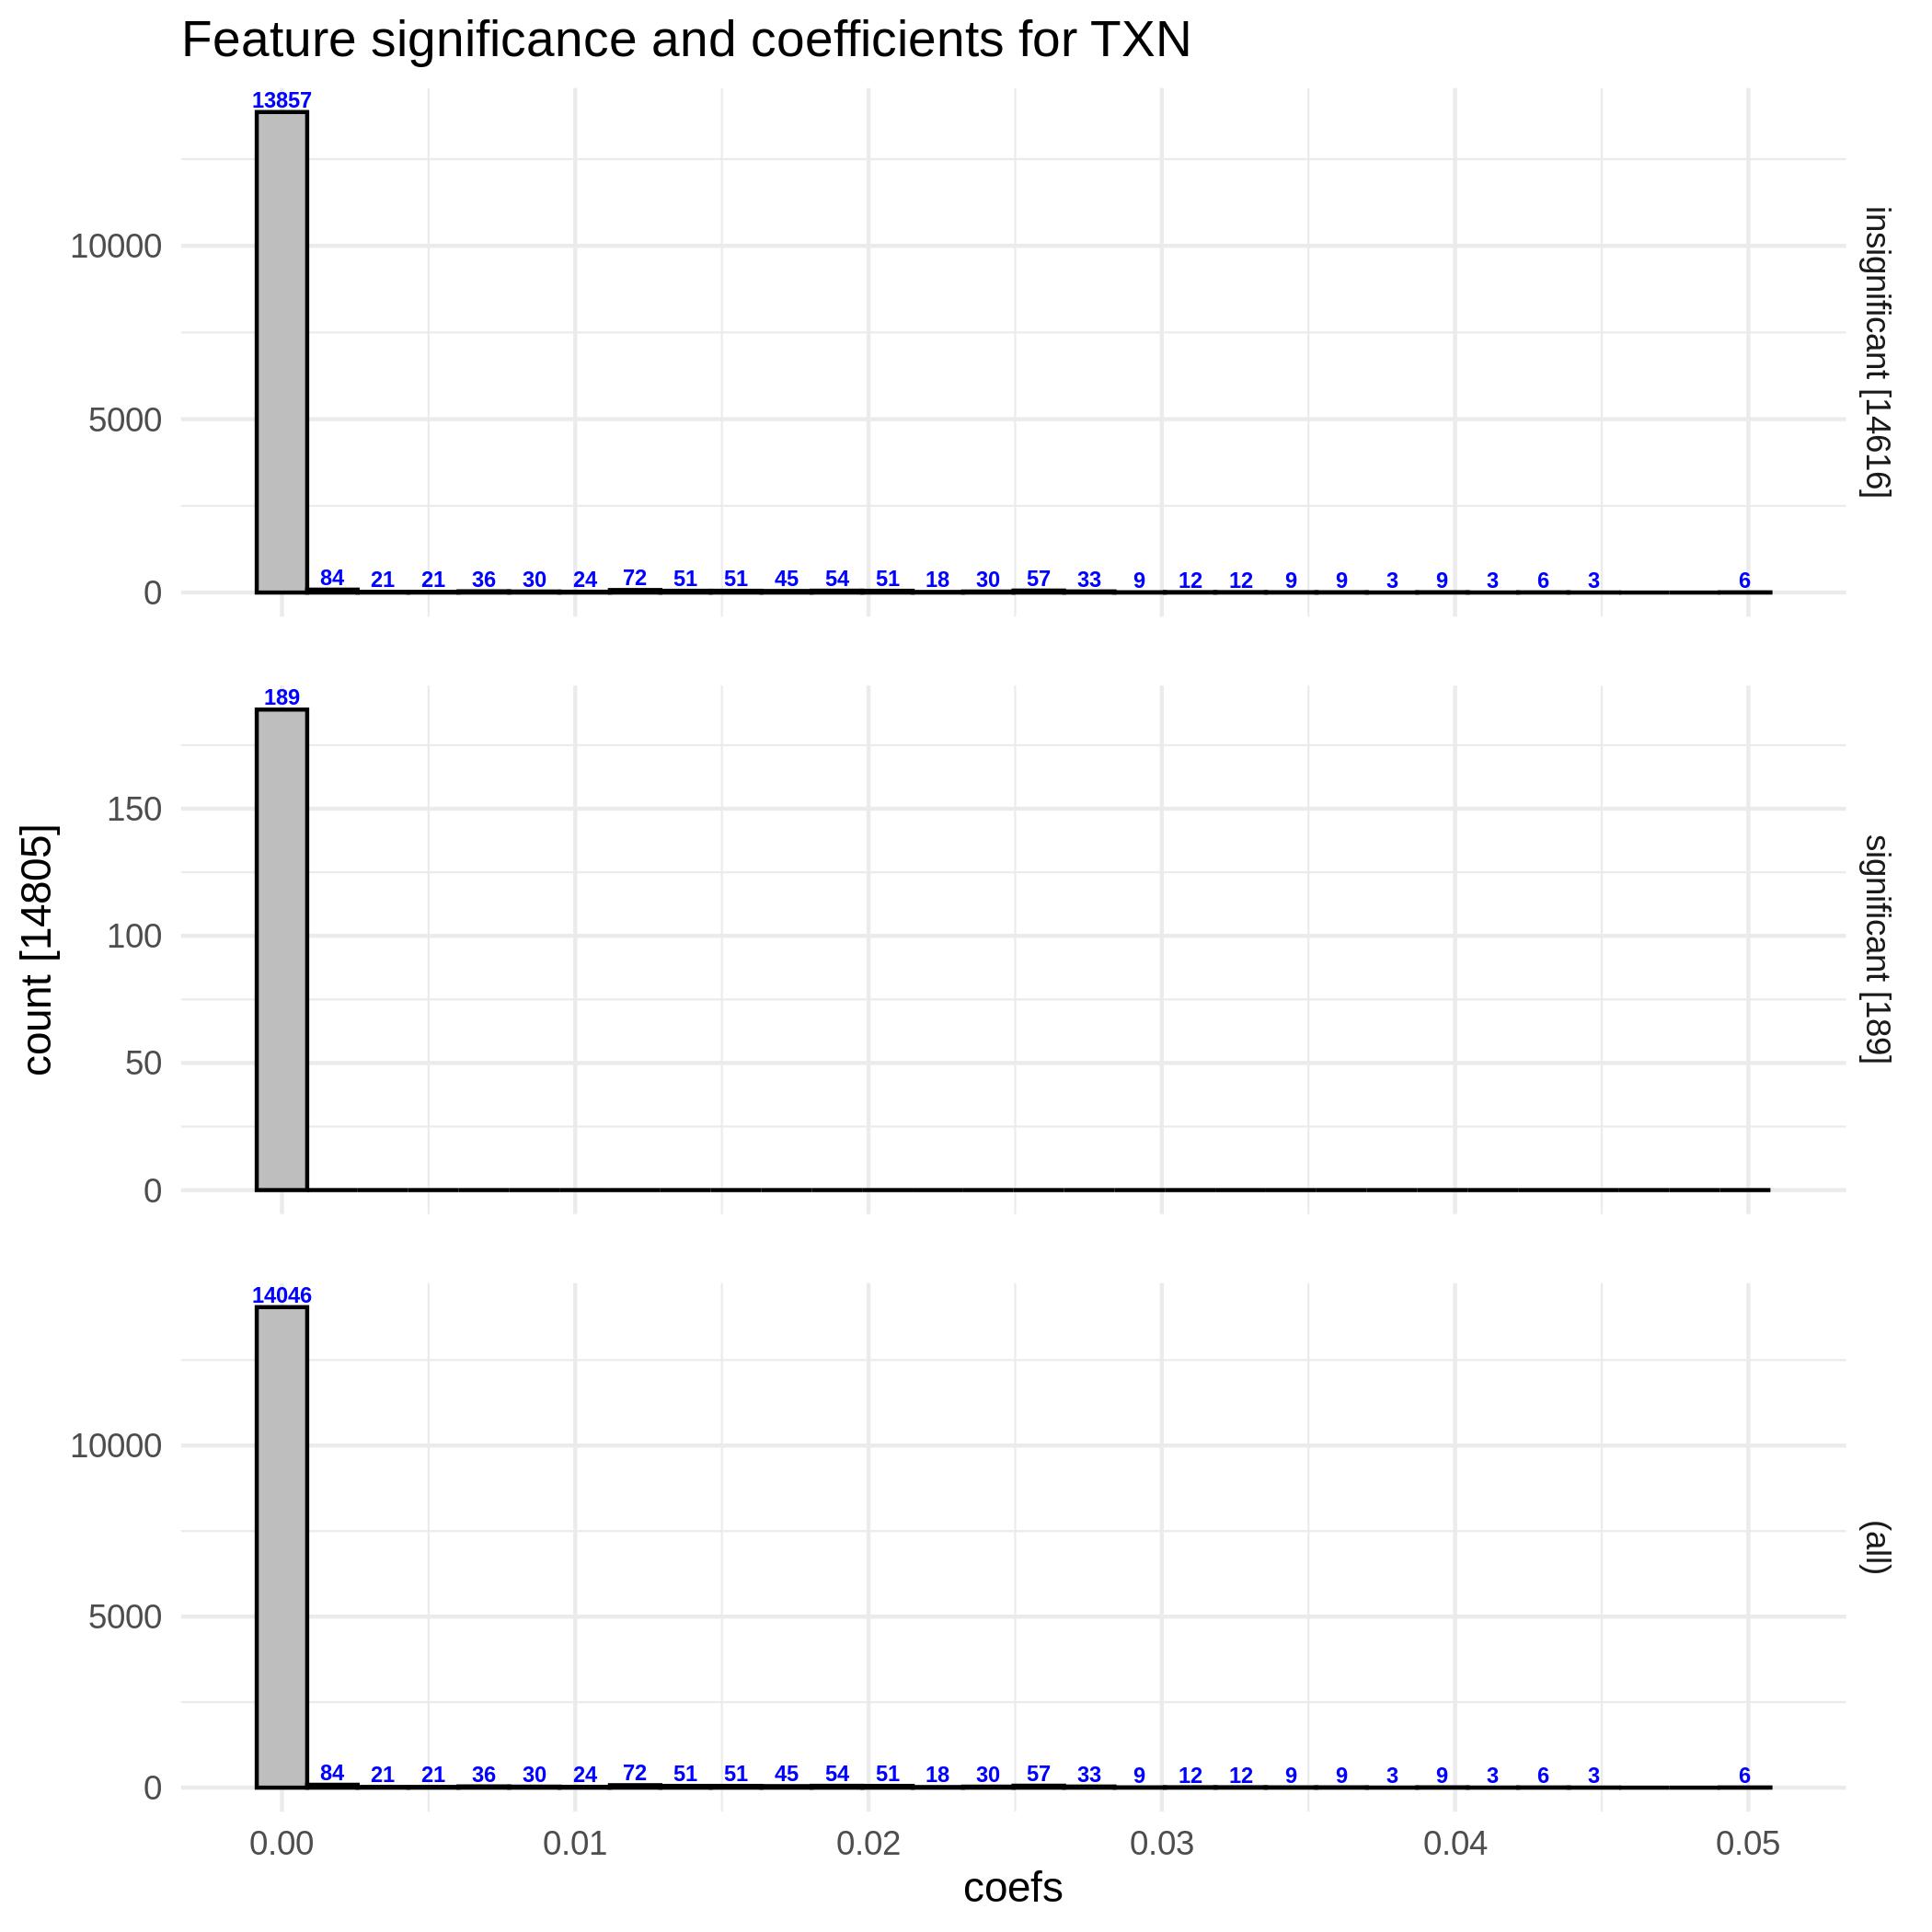 Feature significance and coefficients for TXN
13857
84 21 21 36 30 24 72 51 51 45 54 51 18 30 57 33 9 12 12 9 9 3 9 3 6 3 6
10000
5000
0
insignificant [14616]
189
150
100
50
0
significant [189]
count [14805]
14046
84 21 21 36 30 24 72 51 51 45 54 51 18 30 57 33 9 12 12 9 9 3 9 3 6 3 6
10000
5000
0
(all)
0.00 0.01 0.02 0.03 0.04 0.05
coefs